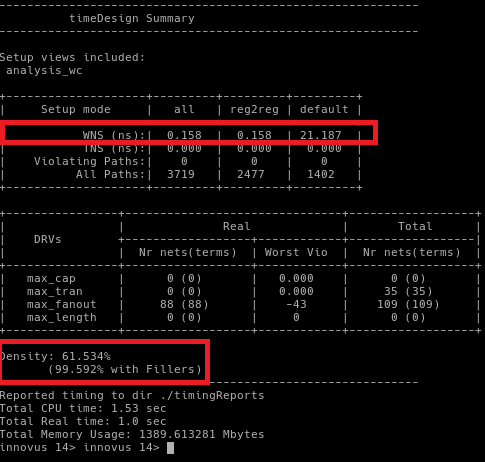 ------------------------------------------------------------
timeDesign Summary
------------------------------------------------------------
Setup views included:
analysis_wc
+--------------------+---------+---------+---------+
| Setup mode | all | reg2reg | default |
+--------------------+---------+---------+---------+
| WNS (ns):| 0.158 | 0.158 | 21.187 |
| TNS (ns):| 0.000 | 0.000 | 0.000 |
| Violating Paths:| 0 | 0 | 0 |
| All Paths:| 3719 | 2477 | 1402 |
+--------------------+---------+---------+---------+
+----------------+-------------------------------+------------------+
| | Real | Total |
| DRVs +------------------+------------+------------------|
| | Nr nets(terms) | Worst Vio | Nr nets(terms) |
+----------------+------------------+------------+------------------+
| max_cap | 0 (0) | 0.000 | 0 (0) |
| max_tran | 0 (0) | 0.000 | 35 (35) |
| max_fanout | 88 (88) | -43 | 109 (109) |
| max_length | 0 (0) | 0 | 0 (0) |
+----------------+------------------+------------+------------------+
Density: 61.534%
(99.592% with Fillers)
------------------------------------------------------------
Reported timing to dir ./timingReports
Total CPU time: 1.53 sec
Total Real time: 1.0 sec
Total Memory Usage: 1389.613281 Mbytes
innovus 14> innovus 14>